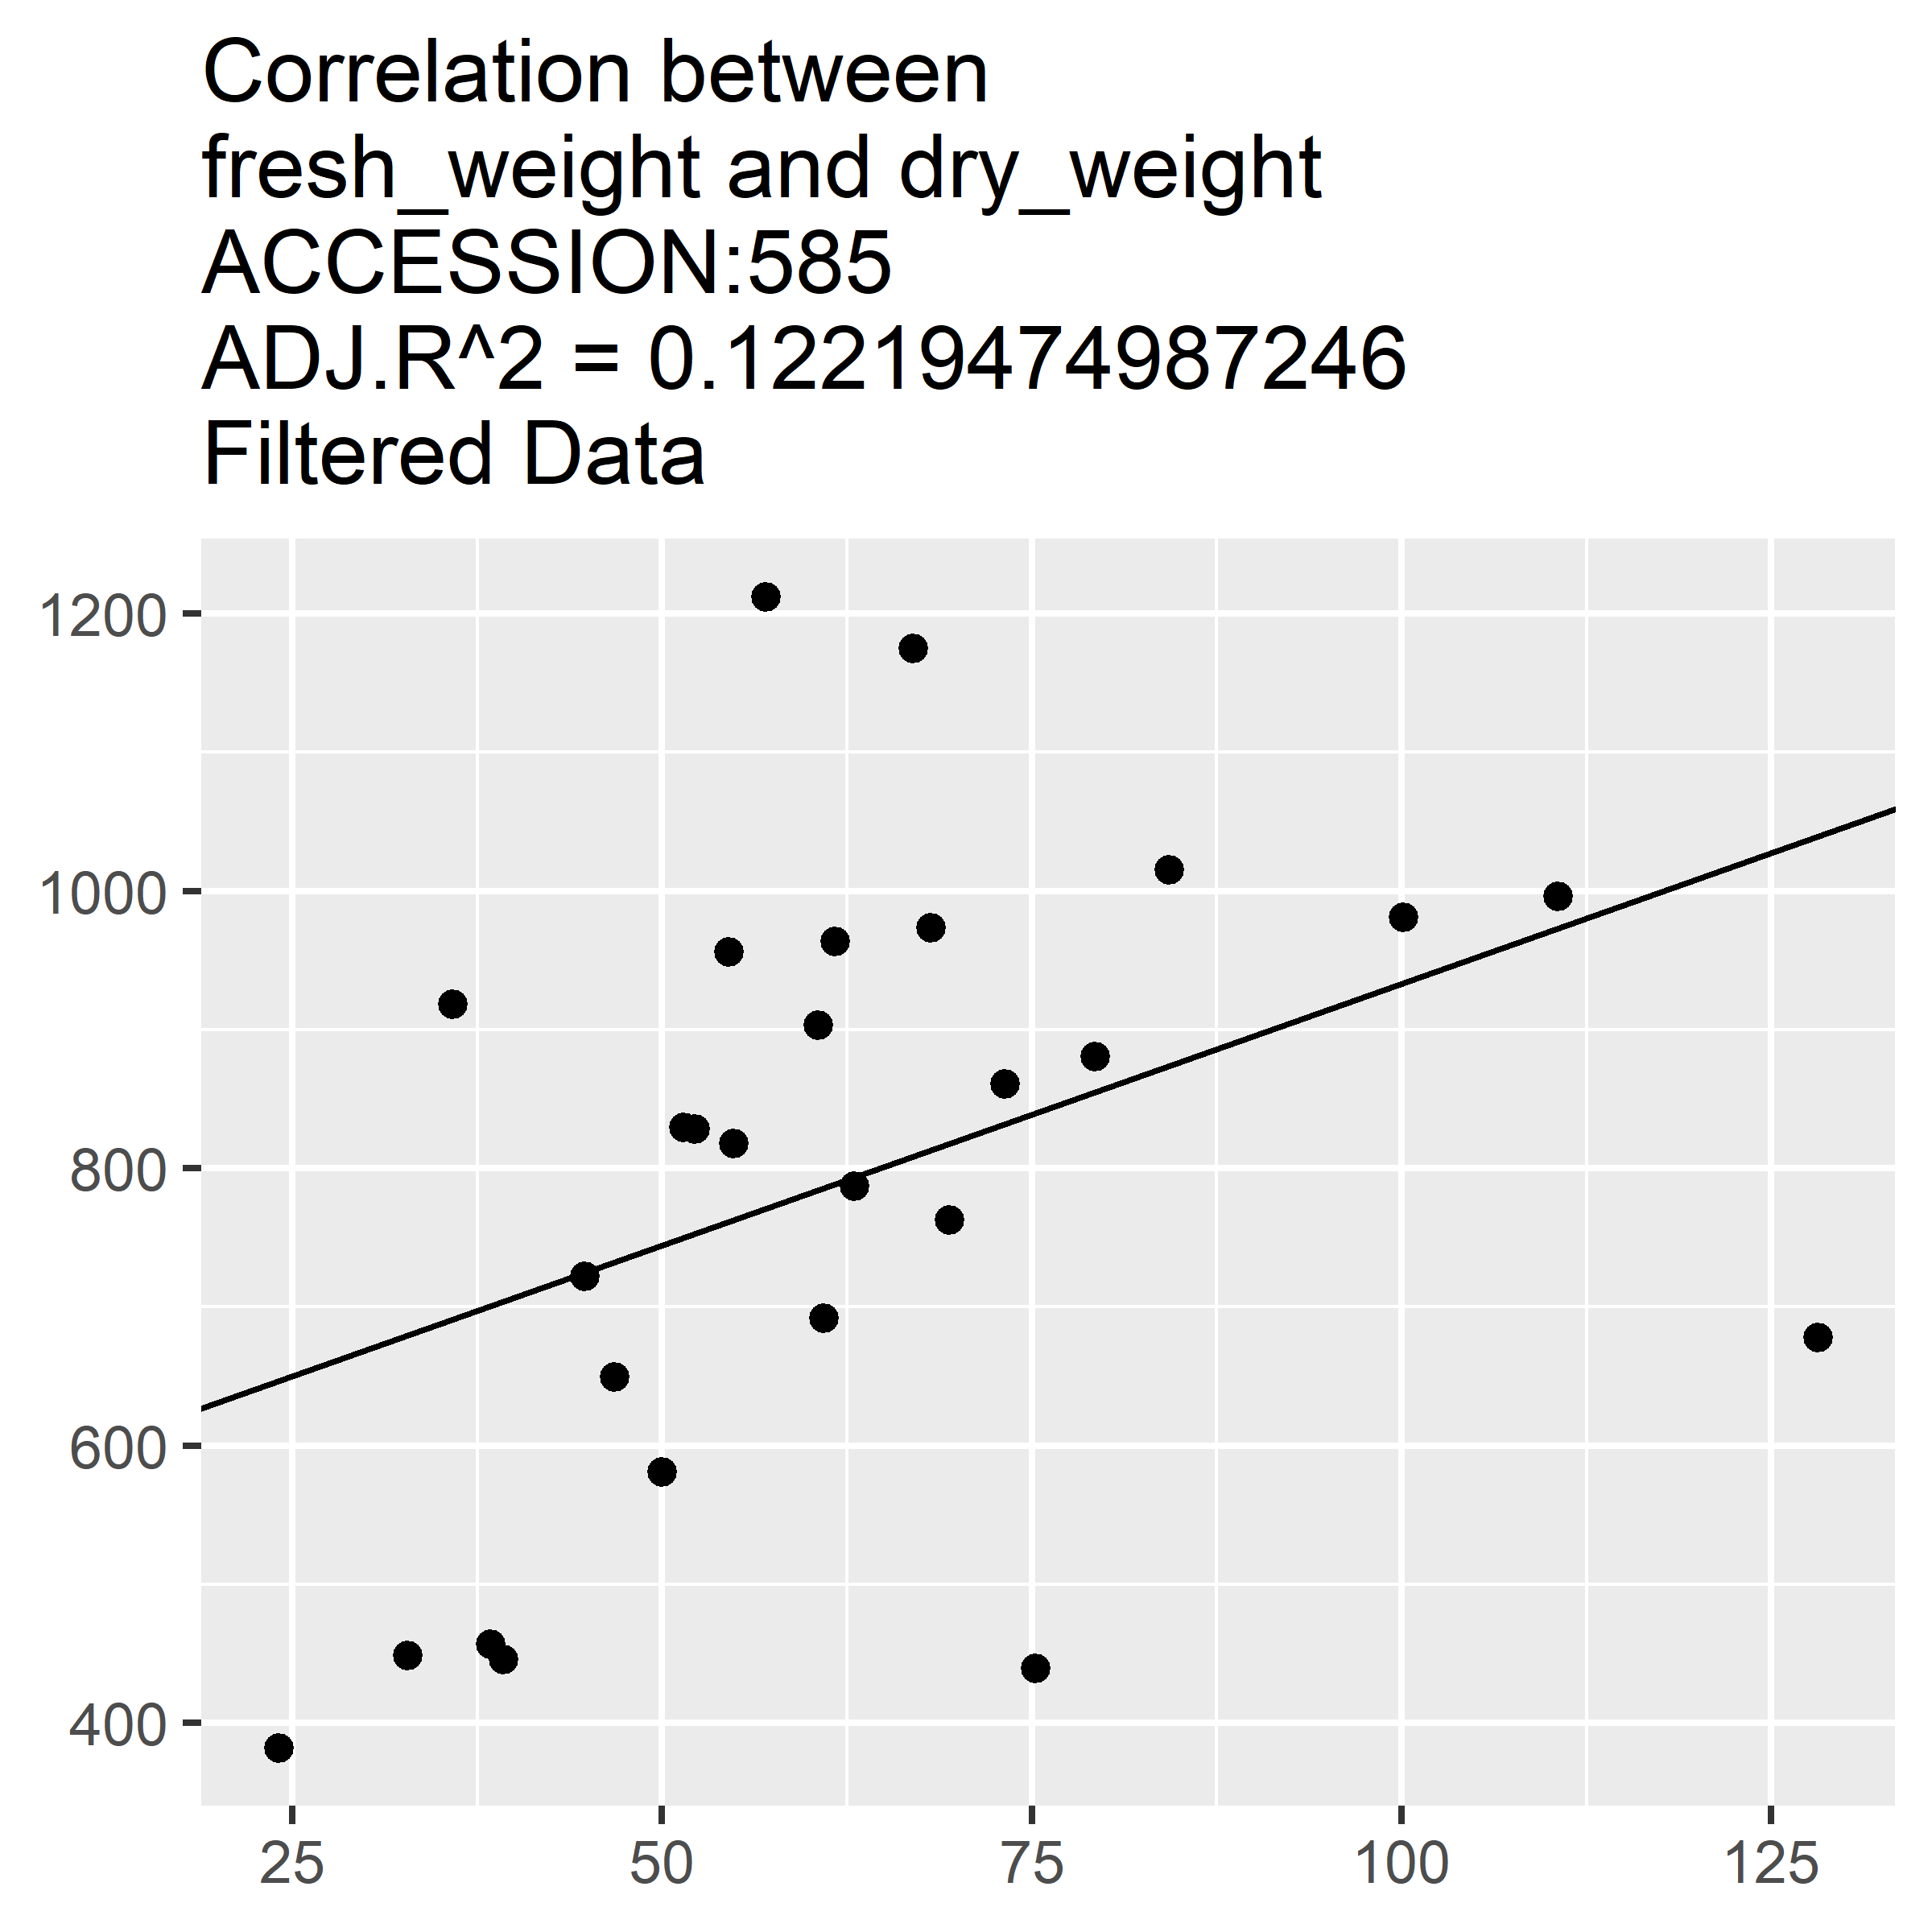 Correlation between
fresh_weight and dry_weight
ACCESSION:585
ADJ.R^2 = 0.12219474987246
Filtered Data
1200
1000
800
600
400
25 50 75 100 125